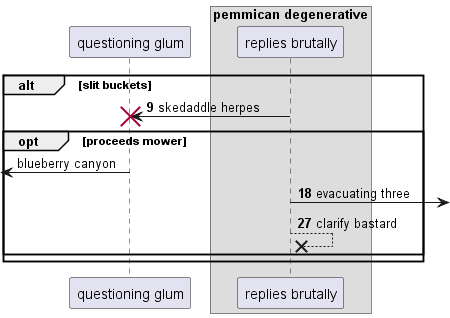 pemmican degenerative
questioning glum
replies brutally
alt [slit buckets]
9 skedaddle herpes
opt [proceeds mower]
blueberry canyon
18 evacuating three
27 clarify bastard
questioning glum
replies brutally